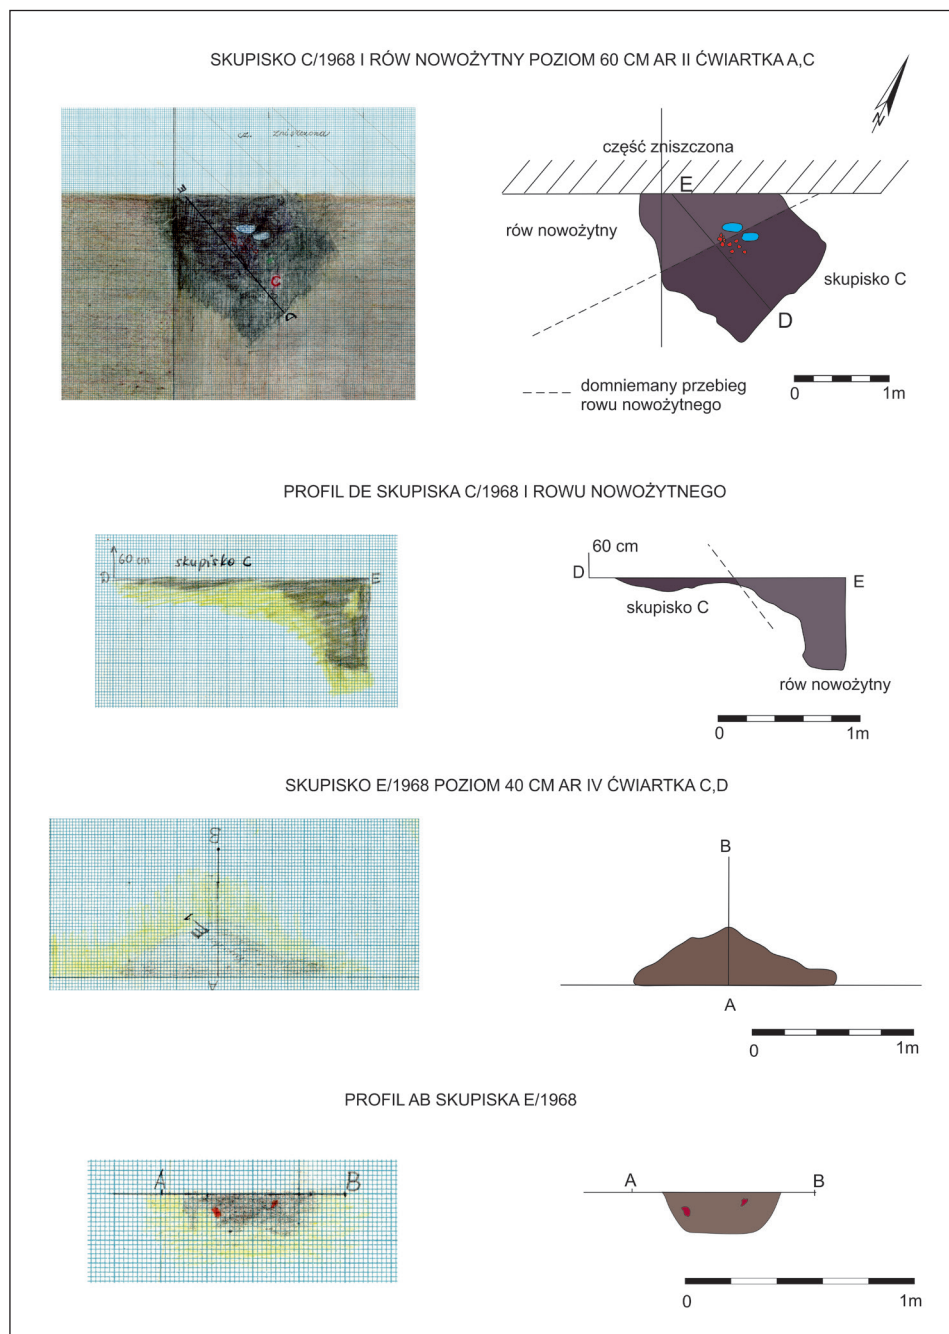 SKUPISKO C/1968 I RÓW NOWOŻYTNY POZIOM 60 CM AR II ĆWIARTKA A,C
N
cz. zniszczona
E
C
D
część zniszczona
E
rów nowożytny
skupisko C
D
0 1m
domniemany przebieg
rowu nowożytnego
PROFIL DE SKUPISKA C/1968 I ROWU NOWOŻYTNEGO
60 cm skupisko C
D E
60 cm
D E
skupisko C
rów nowożytny
0 1m
SKUPISKO E/1968 POZIOM 40 CM AR IV ĆWIARTKA C,D
B
E
A
B
A
0 1m
PROFIL AB SKUPISKA E/1968
A B
A B
0 1m